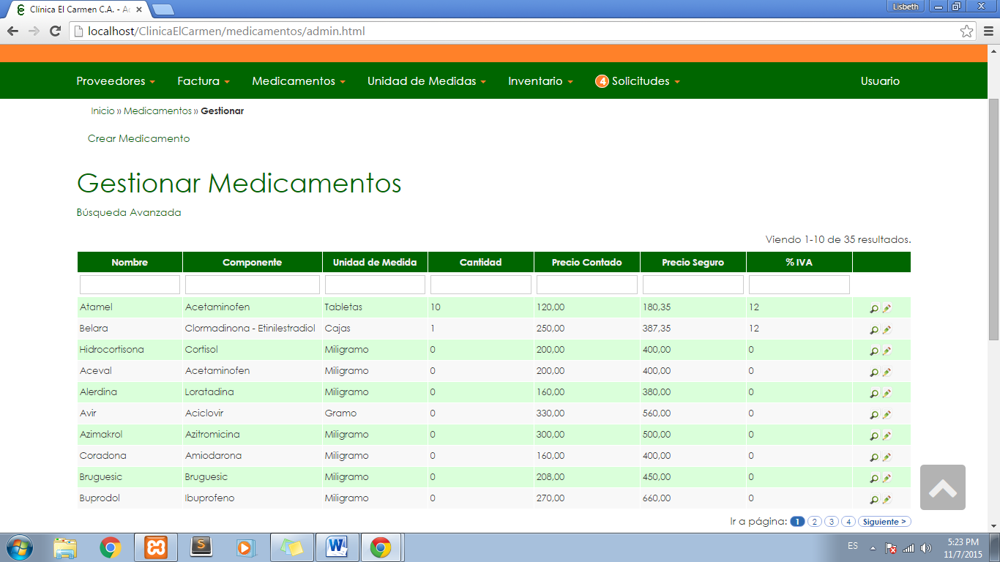 Clínica El Carmen C.A. - A
Lisbeth
localhost/ClinicaElCarmen/medicamentos/admin.html
Proveedores Factura Medicamentos Unidad de Medidas Inventario 4 Solicitudes Usuario
Inicio » Medicamentos » Gestionar
Crear Medicamento
Gestionar Medicamentos
Búsqueda Avanzada
Viendo 1-10 de 35 resultados.
Nombre Componente Unidad de Medida Cantidad Precio Contado Precio Seguro % IVA
Atamel Acetaminofen Tabletas 10 120,00 180,35 12
Belara Clormadinona - Etinilestradiol Cajas 1 250,00 387,35 12
Hidrocortisona Cortisol Miligramo 0 200,00 400,00 0
Aceval Acetaminofen Miligramo 0 200,00 400,00 0
Alerdina Loratadina Miligramo 0 160,00 380,00 0
Avir Aciclovir Gramo 0 330,00 560,00 0
Azimakrol Azitromicina Miligramo 0 300,00 500,00 0
Coradona Amiodarona Miligramo 0 160,00 400,00 0
Bruguesic Bruguesic Miligramo 0 208,00 450,00 0
Buprodol Ibuprofeno Miligramo 0 270,00 660,00 0
Ir a página: 1 2 3 4 Siguiente >
ES
5:23 PM
11/7/2015